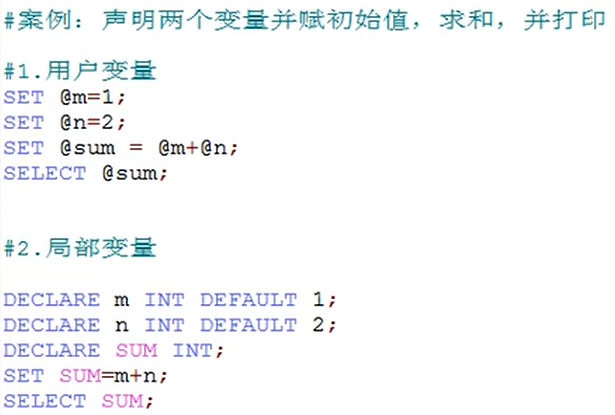 #案例：声明两个变量并赋初始值，求和，并打印
#1.用户变量
SET @m=1;
SET @n=2;
SET @sum = @m+@n;
SELECT @sum;
#2.局部变量
DECLARE m INT DEFAULT 1;
DECLARE n INT DEFAULT 2;
DECLARE SUM INT;
SET SUM=m+n;
SELECT SUM;